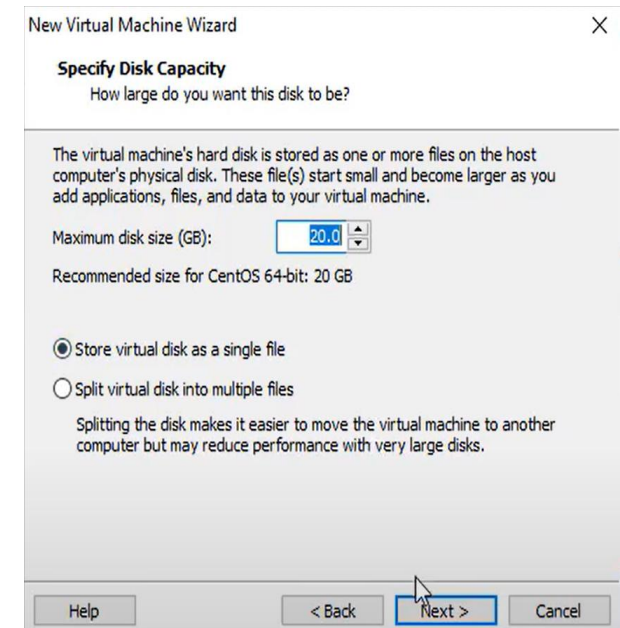 New Virtual Machine Wizard
Specify Disk Capacity
How large do you want this disk to be?
The virtual machine's hard disk is stored as one or more files on the host
computer's physical disk. These file(s) start small and become larger as you
add applications, files, and data to your virtual machine.
Maximum disk size (GB): 20.0
Recommended size for CentOS 64-bit: 20 GB
Store virtual disk as a single file
Split virtual disk into multiple files
Splitting the disk makes it easier to move the virtual machine to another
computer but may reduce performance with very large disks.
Help < Back Next > Cancel